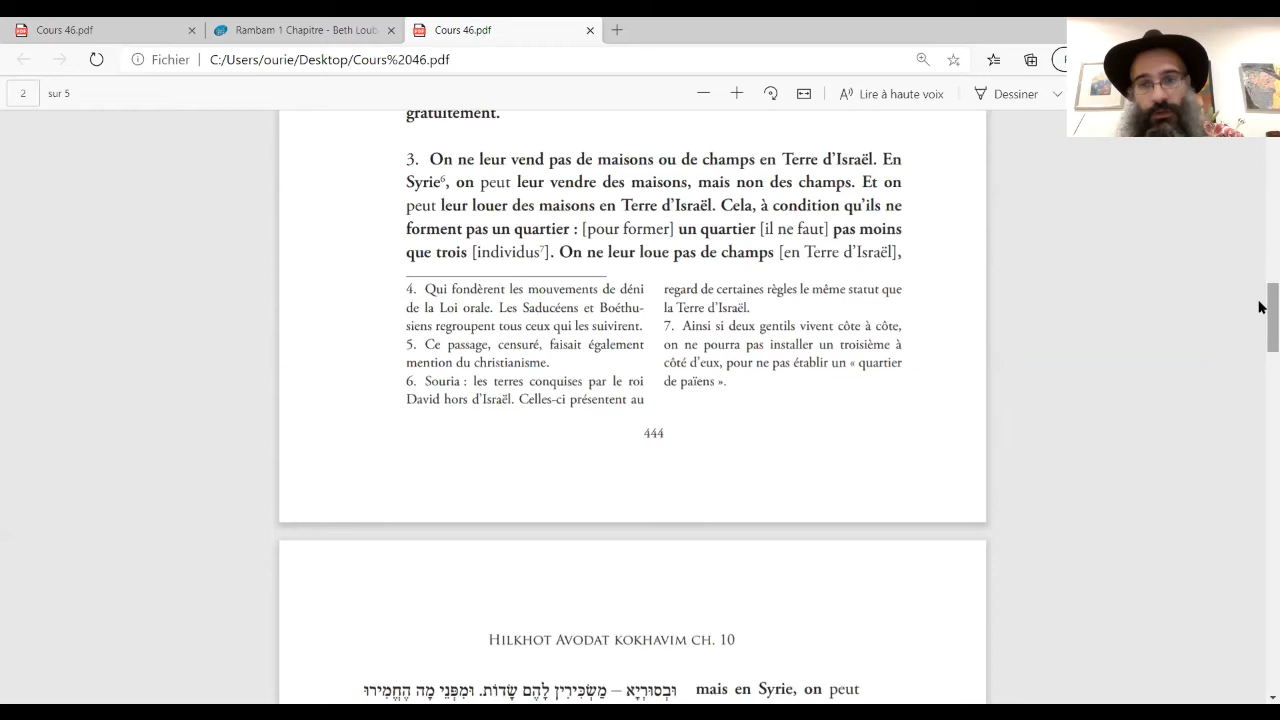 Cours 46.pdf
Rambam 1 Chapitre - Beth Loub
Cours 46.pdf
Fichier
C:/Users/ourie/Desktop/Cours%2046.pdf
2
sur 5
Lire à haute voix
Dessiner
gratuitement.
3. On ne leur vend pas de maisons ou de champs en Terre d’Israël. En
Syrie⁶, on peut leur vendre des maisons, mais non des champs. Et on
peut leur louer des maisons en Terre d’Israël. Cela, à condition qu’ils ne
forment pas un quartier : [pour former] un quartier [il ne faut] pas moins
que trois [individus⁷]. On ne leur loue pas de champs [en Terre d’Israël],
4. Qui fondèrent les mouvements de déni
de la Loi orale. Les Saducéens et Boéthu-
siens regroupent tous ceux qui les suivirent.
5. Ce passage, censuré, faisait également
mention du christianisme.
6. Souria : les terres conquises par le roi
David hors d’Israël. Celles-ci présentent au
regard de certaines règles le même statut que
la Terre d’Israël.
7. Ainsi si deux gentils vivent côte à côte,
on ne pourra pas installer un troisième à
côté d’eux, pour ne pas établir un « quartier
de païens ».
444
Hilkhot Avodat kokhavim ch. 10
וּבְסוּרְיָא – מַשְׂכִּירִין לָהֶם שָׂדוֹת. וּמִפְּנֵי מָה הֶחֱמִירוּ
mais en Syrie, on peut